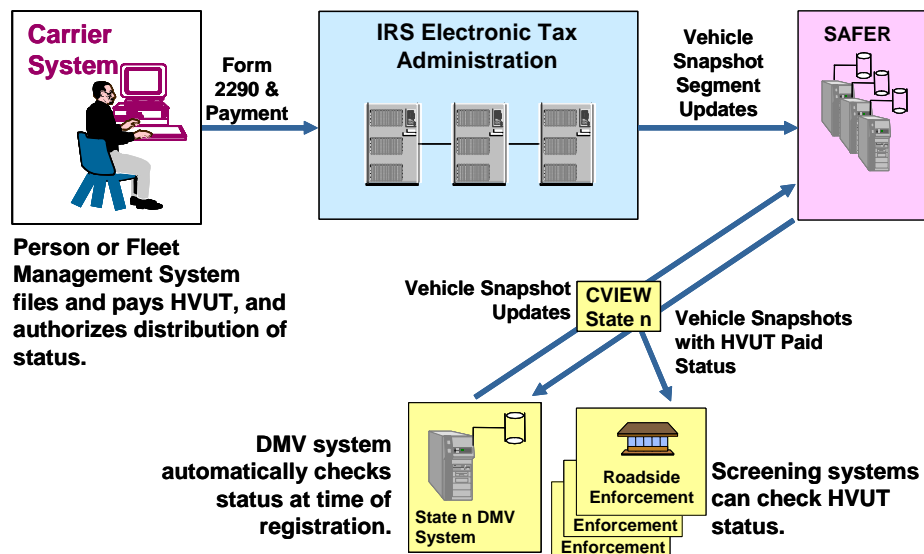 Carrier
System
Form
2290 &
Payment
IRS Electronic Tax
Administration
Vehicle
Snapshot
Segment
Updates
SAFER
Person or Fleet
Management System
files and pays HVUT, and
authorizes distribution of
status.
Vehicle Snapshot
Updates
CVIEW
State n
Vehicle Snapshots
with HVUT Paid
Status
DMV system
automatically checks
status at time of
registration.
State n DMV
System
Roadside
Enforcement
Enforcement
Enforcement
Screening systems
can check HVUT
status.